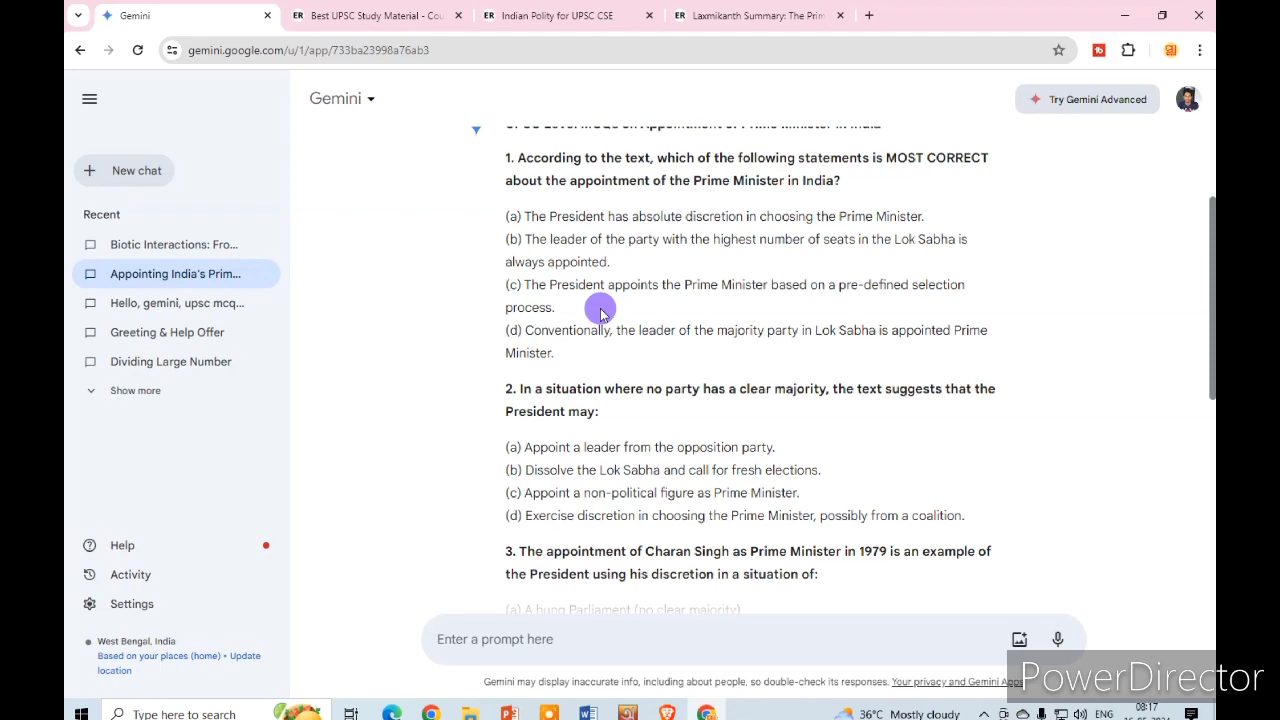 Gemini
Best UPSC Study Material - Cou
Indian Polity for UPSC CSE
Laxmikanth Summary: The Prim
gemini.google.com/u/1/app/733ba23998a76ab3
Gemini
Try Gemini Advanced
New chat
Recent
Biotic Interactions: Fro...
Appointing India's Prim...
Hello, gemini, upsc mcq...
Greeting & Help Offer
Dividing Large Number
Show more
Help
Activity
Settings
West Bengal, India
Based on your places (home) • Update
location
UPSC Level MCQs on Appointment of Prime Minister in India
1. According to the text, which of the following statements is MOST CORRECT
about the appointment of the Prime Minister in India?
(a) The President has absolute discretion in choosing the Prime Minister.
(b) The leader of the party with the highest number of seats in the Lok Sabha is
always appointed.
(c) The President appoints the Prime Minister based on a pre-defined selection
process.
(d) Conventionally, the leader of the majority party in Lok Sabha is appointed Prime
Minister.
2. In a situation where no party has a clear majority, the text suggests that the
President may:
(a) Appoint a leader from the opposition party.
(b) Dissolve the Lok Sabha and call for fresh elections.
(c) Appoint a non-political figure as Prime Minister.
(d) Exercise discretion in choosing the Prime Minister, possibly from a coalition.
3. The appointment of Charan Singh as Prime Minister in 1979 is an example of
the President using his discretion in a situation of:
(a) A hung Parliament (no clear majority)
Enter a prompt here
Gemini may display inaccurate info, including about people, so double-check its responses. Your privacy and Gemini Apps
PowerDirector
Type here to search
36°C Mostly cloudy
ENG
08:17